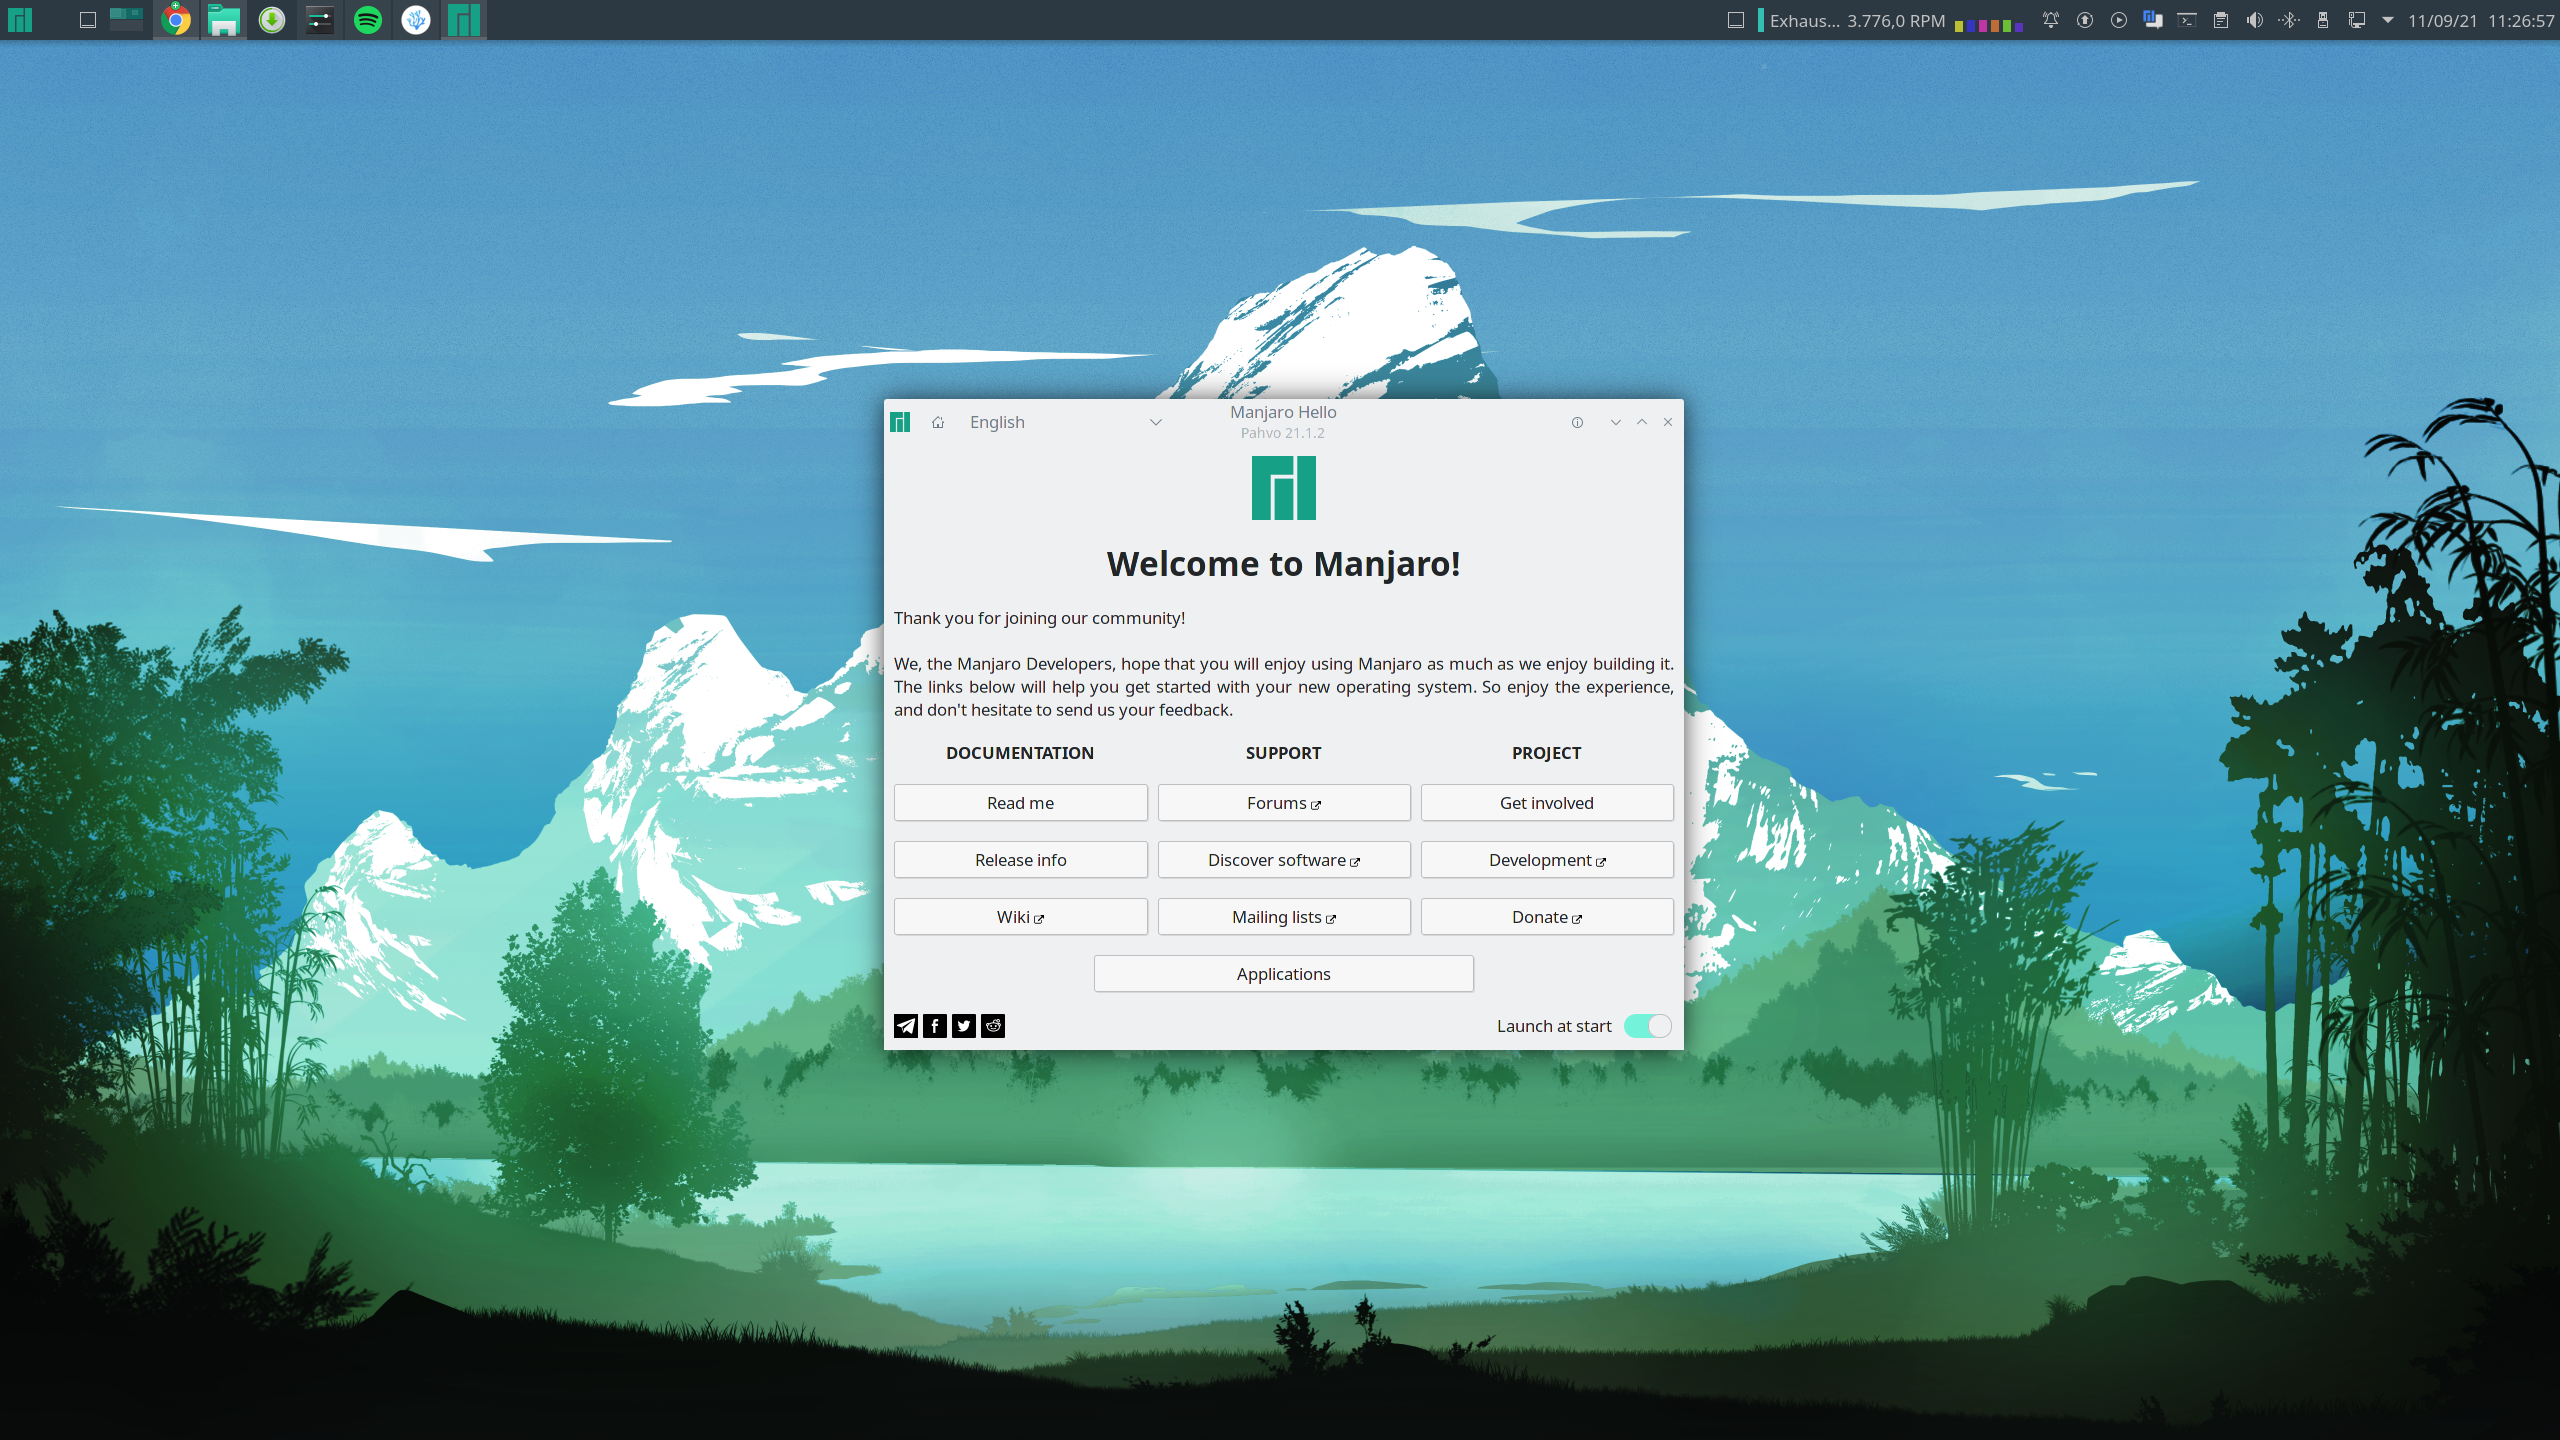 Exhaus... 3.776,0 RPM
11/09/21 11:26:57
English
Manjaro Hello
Pahvo 21.1.2
Welcome to Manjaro!
Thank you for joining our community!
We, the Manjaro Developers, hope that you will enjoy using Manjaro as much as we enjoy building it.
The links below will help you get started with your new operating system. So enjoy the experience,
and don't hesitate to send us your feedback.
DOCUMENTATION SUPPORT PROJECT
Read me Forums Get involved
Release info Discover software Development
Wiki Mailing lists Donate
Applications
Launch at start